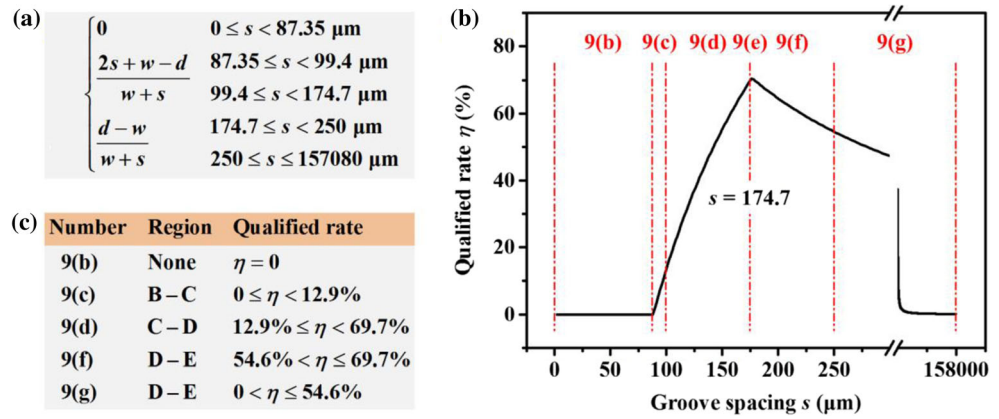 (a)
0 0 ≤ s < 87.35 μm
2s + w − d 87.35 ≤ s < 99.4 μm
w + s 99.4 ≤ s < 174.7 μm
d − w 174.7 ≤ s < 250 μm
w + s 250 ≤ s ≤ 157080 μm
(c)
Number Region Qualified rate
9(b) None η = 0
9(c) B − C 0 ≤ η < 12.9%
9(d) C − D 12.9% ≤ η < 69.7%
9(f) D − E 54.6% < η ≤ 69.7%
9(g) D − E 0 < η ≤ 54.6%
(b)
Qualified rate η (%)
80
60
40
20
0
9(b) 9(c) 9(d) 9(e) 9(f) 9(g)
s = 174.7
0 50 100 150 200 250 158000
Groove spacing s (μm)